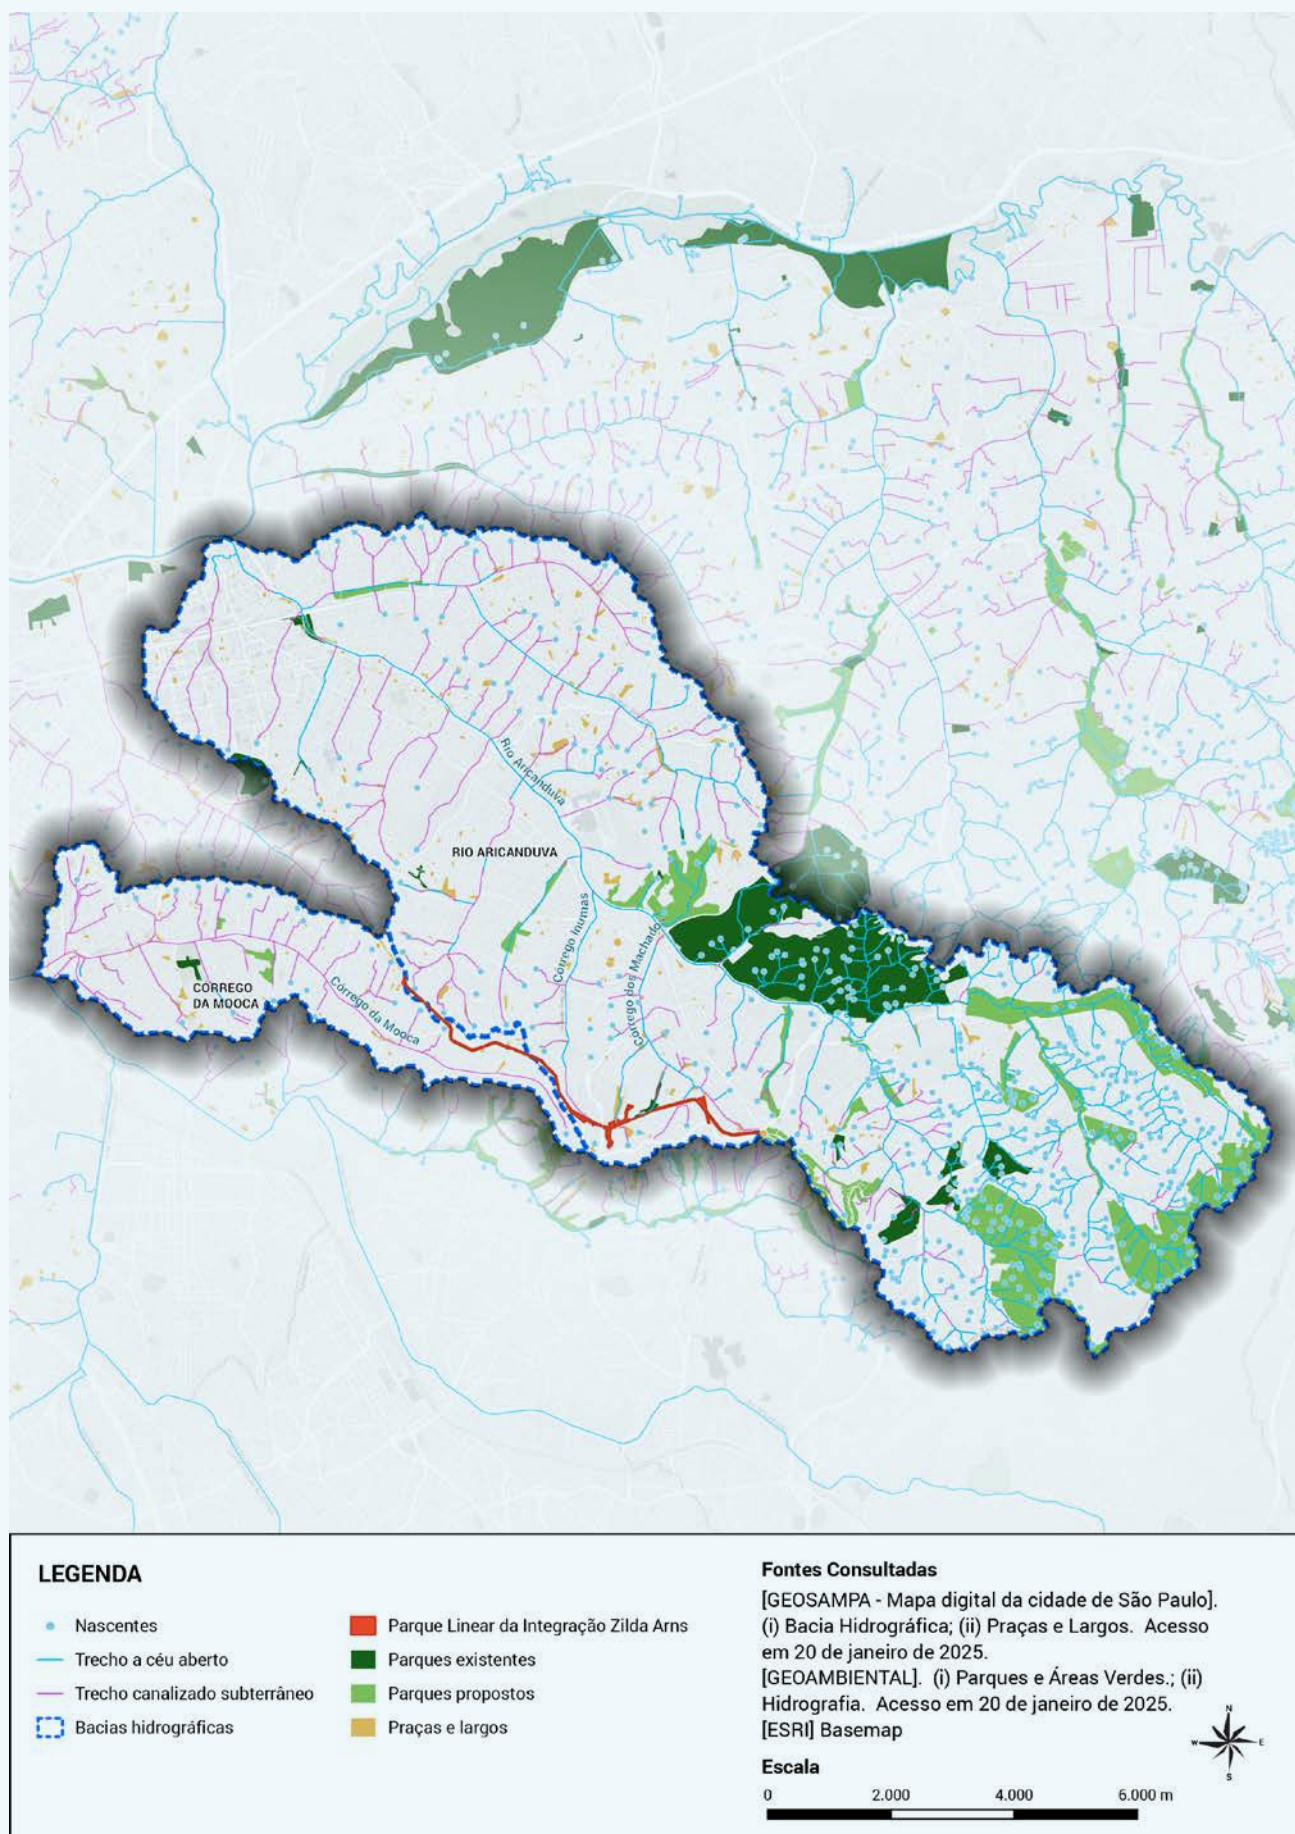 Rio Aricanduva
RIO ARICANDUVA
Córrego Inumas
Córrego dos Machado
CÓRREGO
DA MOOCA
Córrego da Mooca
LEGENDA
Nascentes
Trecho a céu aberto
Trecho canalizado subterrâneo
Bacias hidrográficas
Parque Linear da Integração Zilda Arns
Parques existentes
Parques propostos
Praças e largos
Fontes Consultadas
[GEOSAMPA - Mapa digital da cidade de São Paulo].
(i) Bacia Hidrográfica; (ii) Praças e Largos. Acesso
em 20 de janeiro de 2025.
[GEOAMBIENTAL]. (i) Parques e Áreas Verdes.; (ii)
Hidrografia. Acesso em 20 de janeiro de 2025.
[ESRI] Basemap
N
W
E
S
Escala
0 2.000 4.000 6.000 m